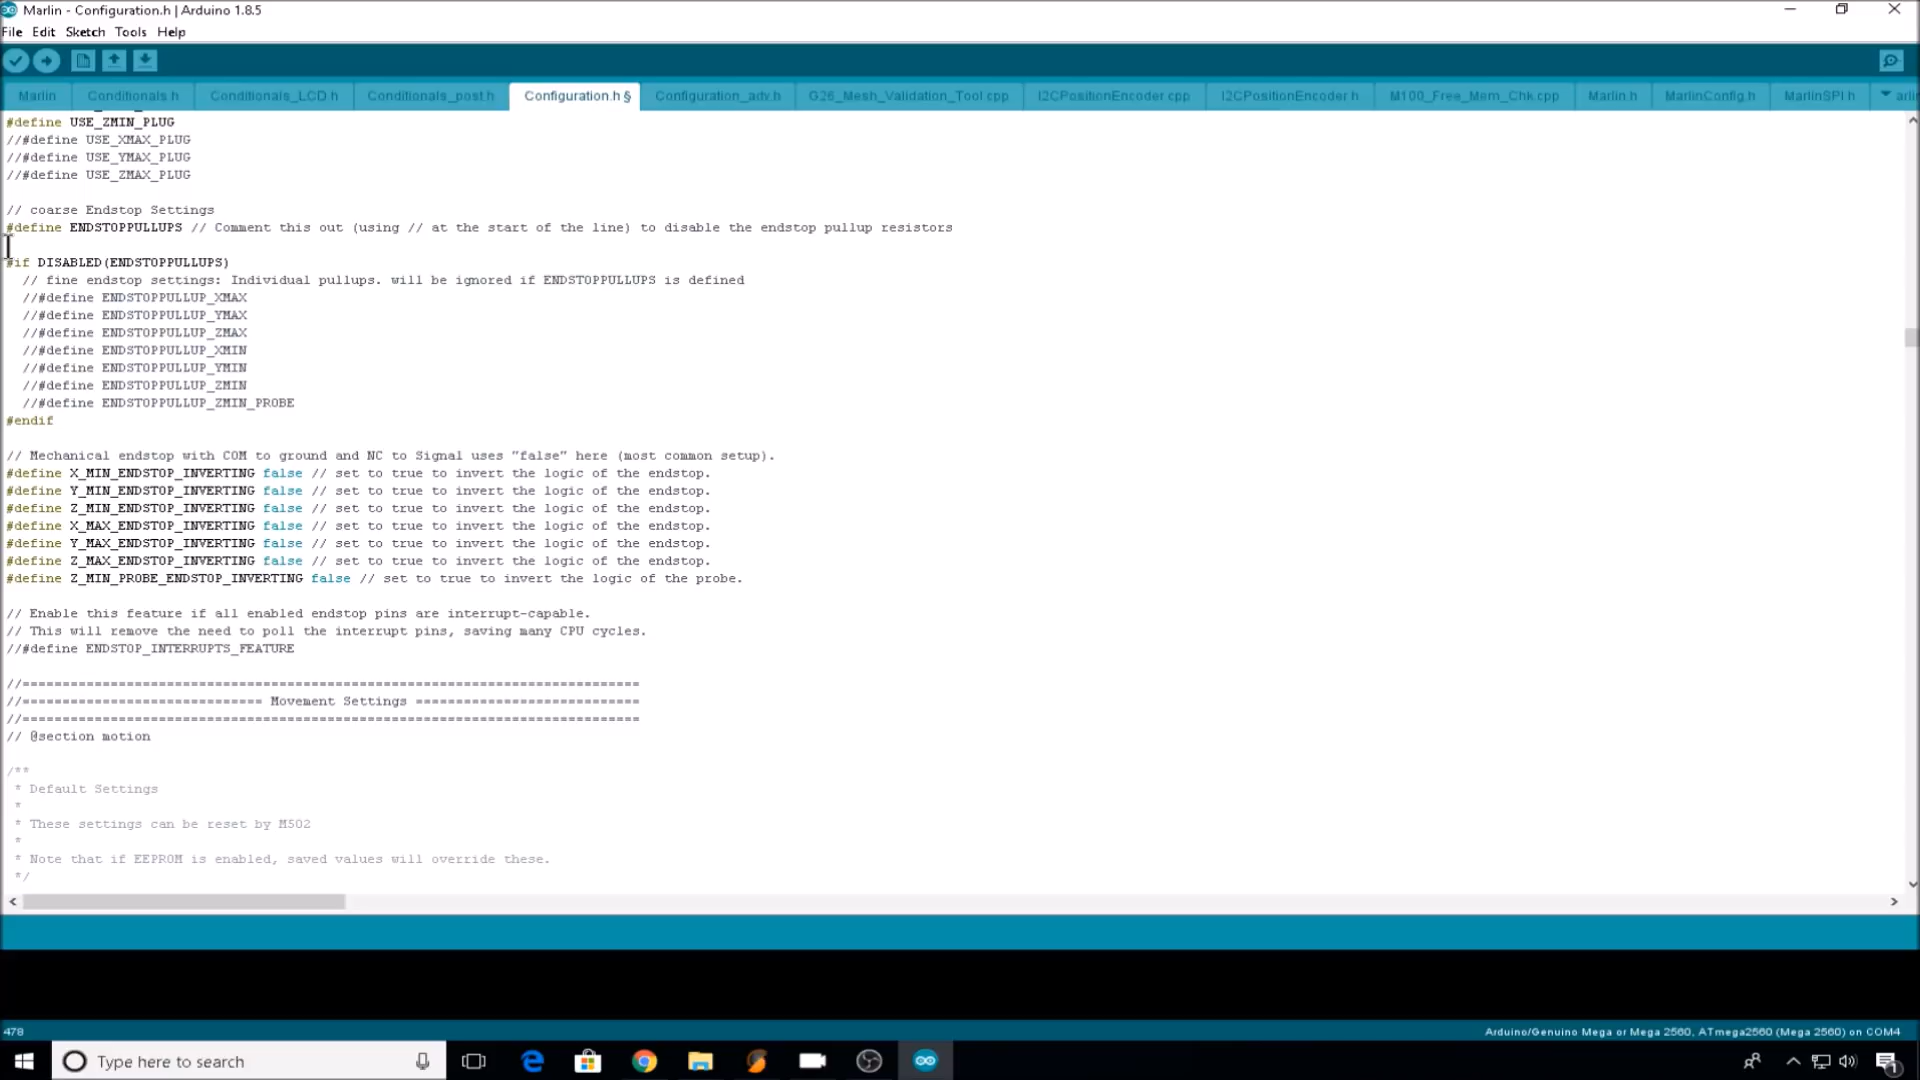 Marlin - Configuration.h | Arduino 1.8.5
File Edit Sketch Tools Help
Marlin Conditionals.h Conditionals_LCD.h Conditionals_post.h Configuration.h § Configuration_adv.h G26_Mesh_Validation_Tool.cpp I2CPositionEncoder.cpp I2CPositionEncoder.h M100_Free_Mem_Chk.cpp Marlin.h MarlinConfig.h MarlinSPI.h
#define USE_ZMIN_PLUG
//#define USE_XMAX_PLUG
//#define USE_YMAX_PLUG
//#define USE_ZMAX_PLUG
// coarse Endstop Settings
#define ENDSTOPPULLUPS // Comment this out (using // at the start of the line) to disable the endstop pullup resistors
#if DISABLED(ENDSTOPPULLUPS)
// fine endstop settings: Individual pullups. will be ignored if ENDSTOPPULLUPS is defined
//#define ENDSTOPPULLUP_XMAX
//#define ENDSTOPPULLUP_YMAX
//#define ENDSTOPPULLUP_ZMAX
//#define ENDSTOPPULLUP_XMIN
//#define ENDSTOPPULLUP_YMIN
//#define ENDSTOPPULLUP_ZMIN
//#define ENDSTOPPULLUP_ZMIN_PROBE
#endif
// Mechanical endstop with COM to ground and NC to Signal uses "false" here (most common setup).
#define X_MIN_ENDSTOP_INVERTING false // set to true to invert the logic of the endstop.
#define Y_MIN_ENDSTOP_INVERTING false // set to true to invert the logic of the endstop.
#define Z_MIN_ENDSTOP_INVERTING false // set to true to invert the logic of the endstop.
#define X_MAX_ENDSTOP_INVERTING false // set to true to invert the logic of the endstop.
#define Y_MAX_ENDSTOP_INVERTING false // set to true to invert the logic of the endstop.
#define Z_MAX_ENDSTOP_INVERTING false // set to true to invert the logic of the endstop.
#define Z_MIN_PROBE_ENDSTOP_INVERTING false // set to true to invert the logic of the probe.
// Enable this feature if all enabled endstop pins are interrupt-capable.
// This will remove the need to poll the interrupt pins, saving many CPU cycles.
//#define ENDSTOP_INTERRUPTS_FEATURE
//=============================================================================
//============================== Movement Settings ============================
//=============================================================================
// @section motion
/**
* Default Settings
*
* These settings can be reset by M502
*
* Note that if EEPROM is enabled, saved values will override these.
*/
478
Arduino/Genuino Mega or Mega 2560, ATmega2560 (Mega 2560) on COM4
Type here to search
1